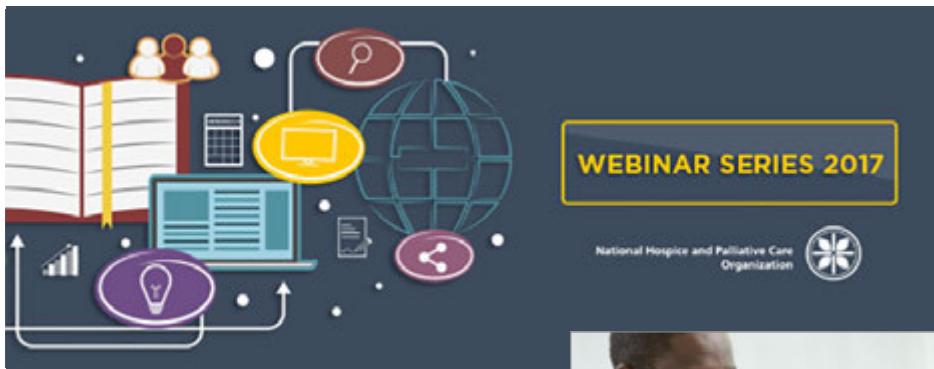 WEBINAR SERIES 2017
National Hospice and Palliative Care
Organization